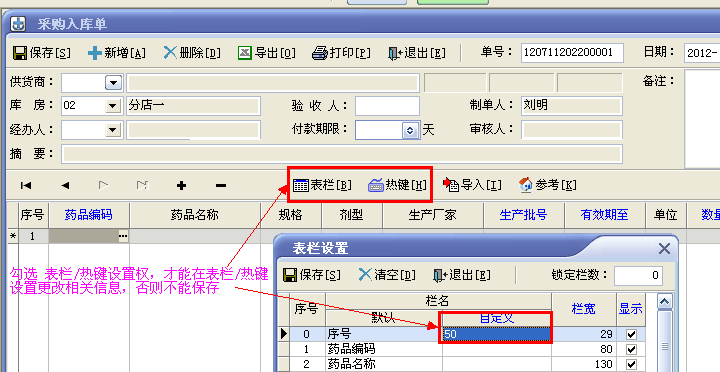 采购入库单
保存[S] 新增[A] 删除[D] 导出[O] 打印[P] 退出[E] 单号： 120711202200001 日期： 2012-
供货商： 备注：
库 房： 02 分店一 验 收 人： 制单人： 刘明
经办人： 付款期限： 天 审核人：
摘 要：
表栏[B] 热键[H] 导入[I] 参考[K]
序号 药品编码 药品名称 规格 剂型 生产厂家 生产批号 有效期至 单位 数量
* 1 ...
勾选 表栏/热键设置权，才能在表栏/热键
设置更改相关信息，否则不能保存
表栏设置
保存[S] 清空[D] 退出[E] 锁定栏数： 0
序号 栏名 栏宽 显示
默认 自定义
0 序号 50 29
1 药品编码 80
2 药品名称 130